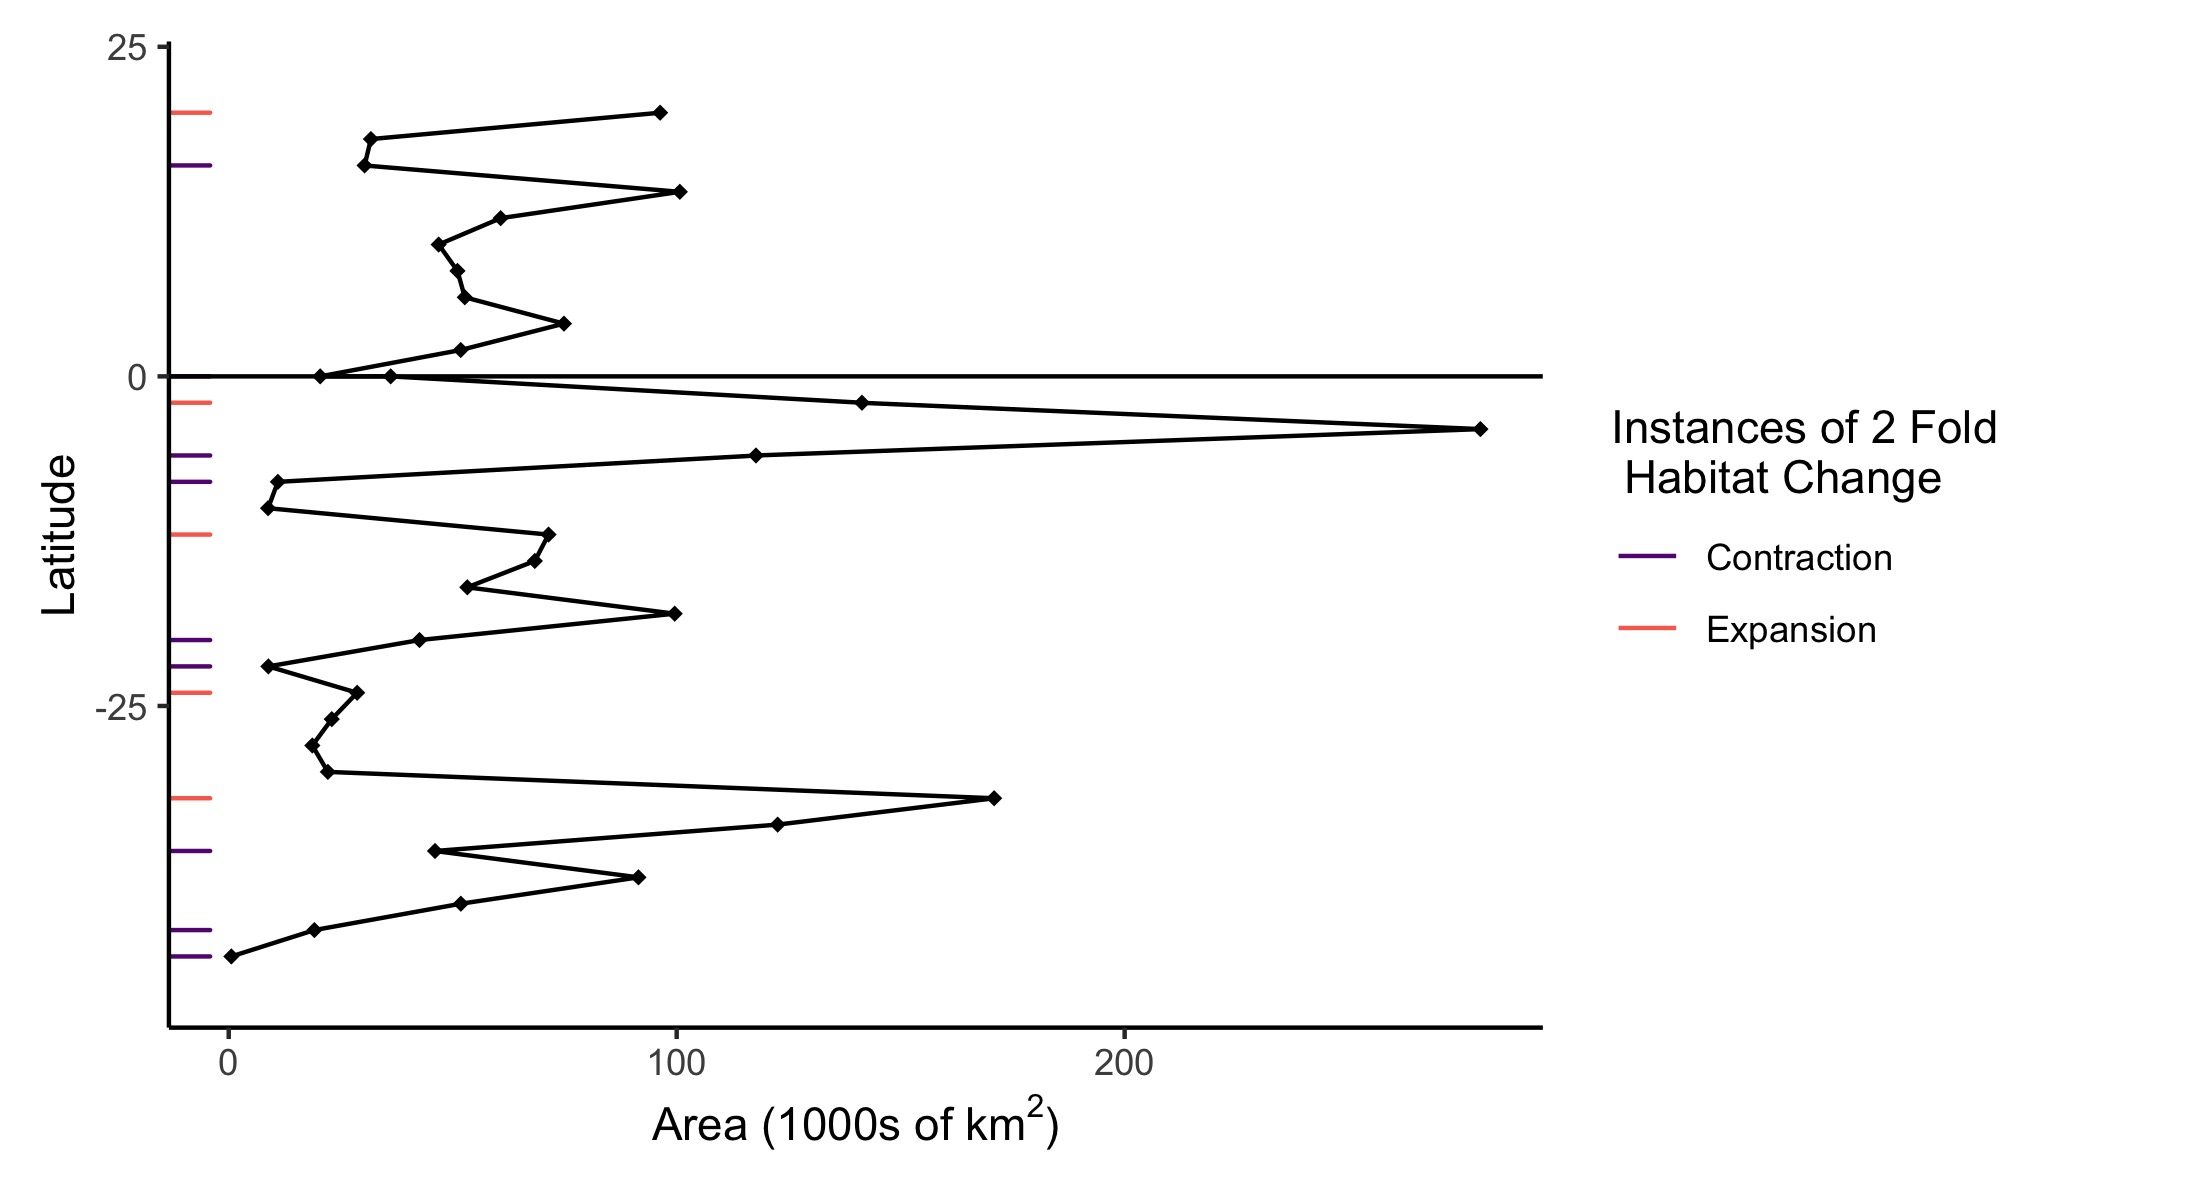 25
0
-25
Latitude
0
100
200
Area (1000s of km²)
Instances of 2 Fold
Habitat Change
Contraction
Expansion